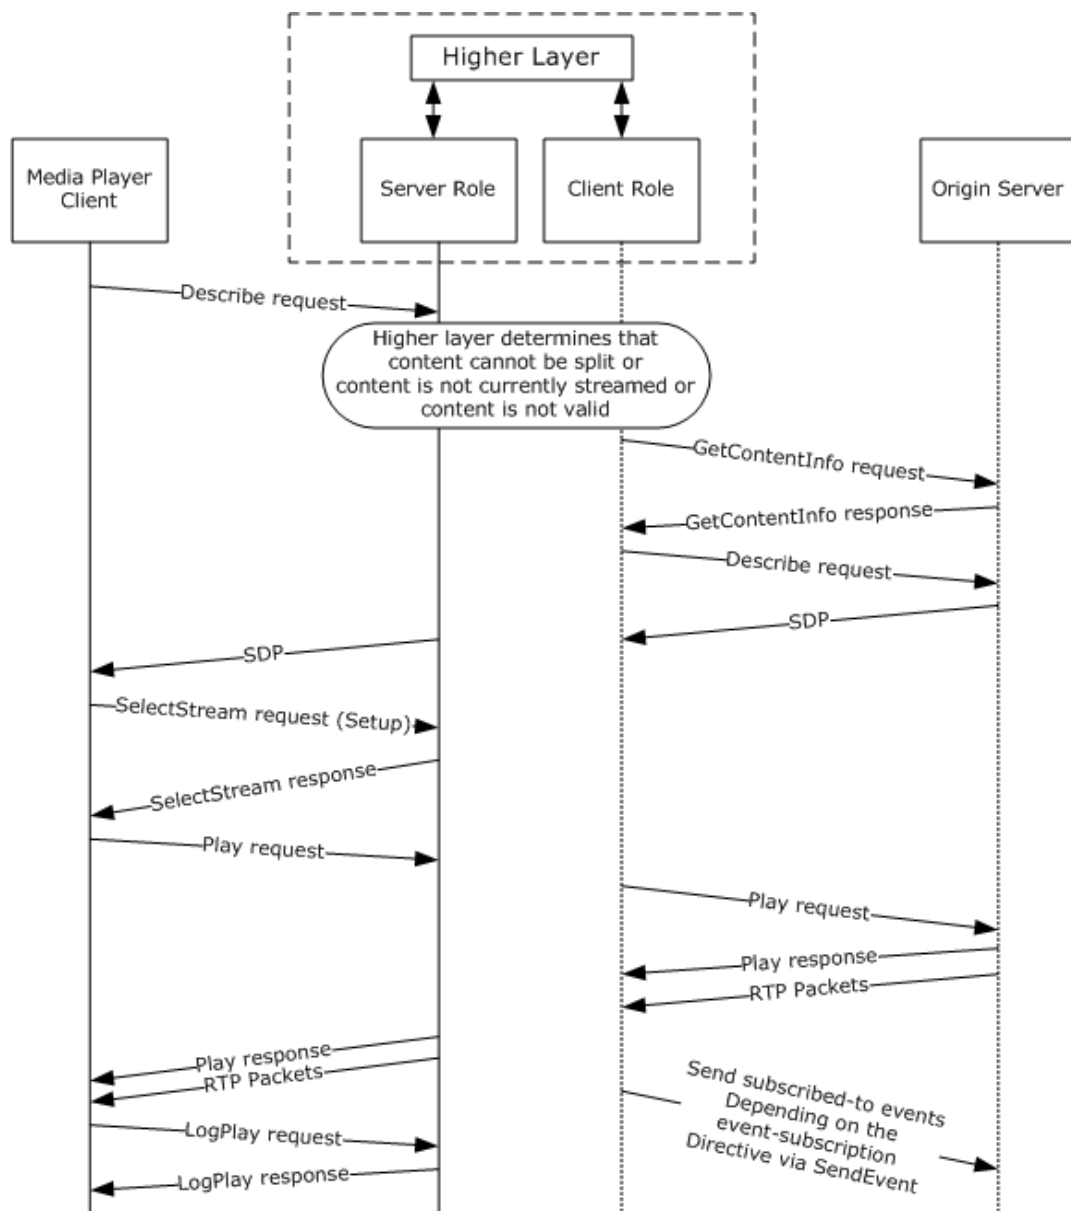 Higher Layer
Media Player
Client
Server Role
Client Role
Origin Server
Describe request
Higher layer determines that
content cannot be split or
content is not currently streamed or
content is not valid
GetContentInfo request
GetContentInfo response
Describe request
SDP
SDP
SelectStream request (Setup)
SelectStream response
Play request
Play request
Play response
RTP Packets
Play response
RTP Packets
Send subscribed-to events
Depending on the
event-subscription
Directive via SendEvent
LogPlay request
LogPlay response